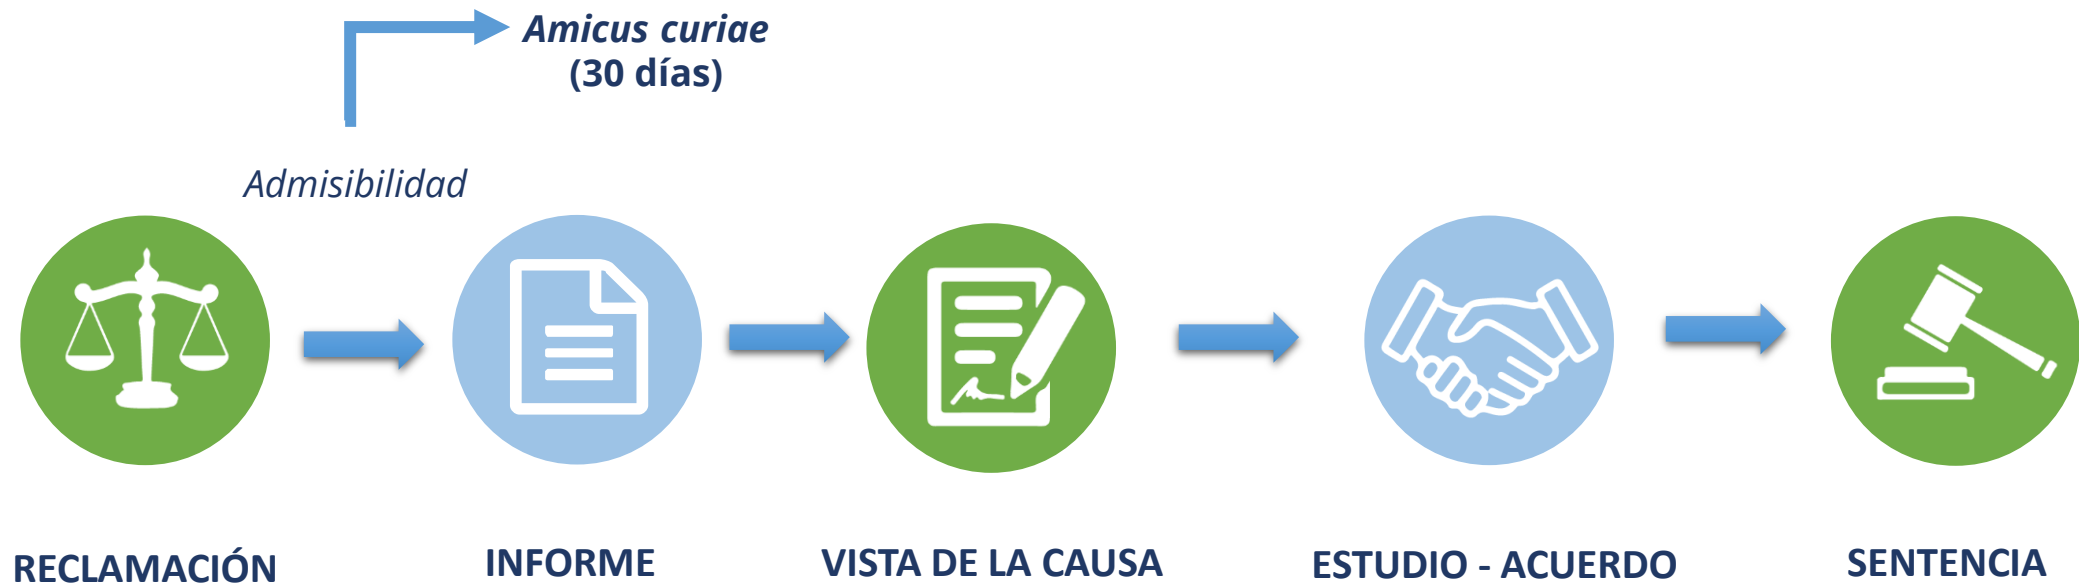 Amicus curiae
(30 días)
Admisibilidad
RECLAMACIÓN
INFORME
VISTA DE LA CAUSA
ESTUDIO - ACUERDO
SENTENCIA